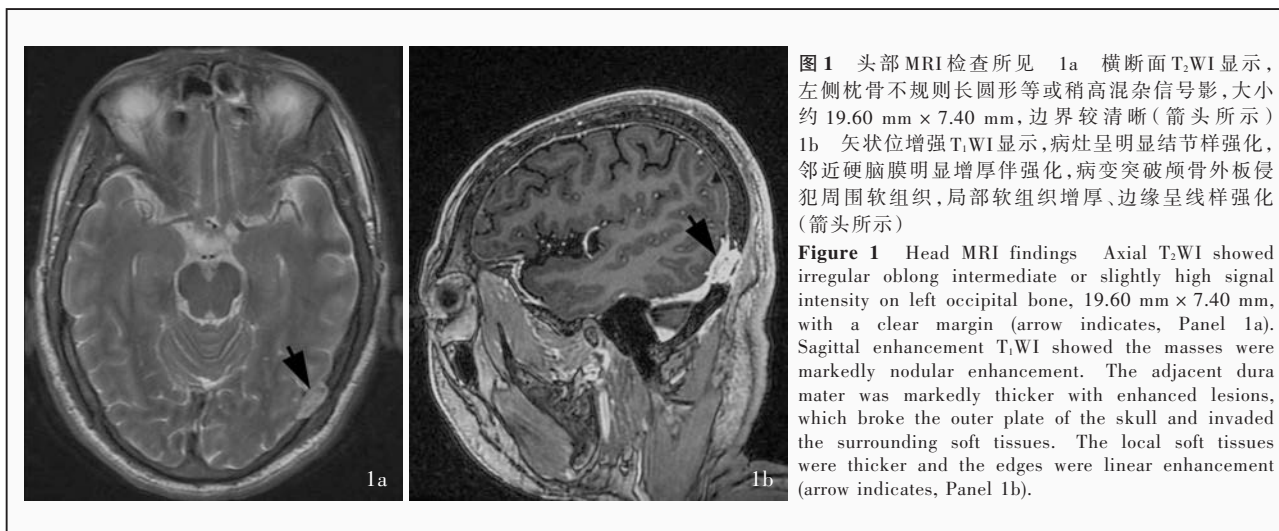 1a
1b
图1 头部MRI检查所见 1a 横断面T₂WI显示，
左侧枕骨不规则长圆形等或稍高混杂信号影，大小
约19.60 mm × 7.40 mm，边界较清晰（箭头所示）
1b 矢状位增强T₁WI显示，病灶呈明显结节样强化，
邻近硬脑膜明显增厚伴强化，病变突破颅骨外板侵
犯周围软组织，局部软组织增厚、边缘呈线样强化
（箭头所示）
Figure 1 Head MRI findings Axial T₂WI showed
irregular oblong intermediate or slightly high signal
intensity on left occipital bone, 19.60 mm × 7.40 mm,
with a clear margin (arrow indicates, Panel 1a).
Sagittal enhancement T₁WI showed the masses were
markedly nodular enhancement. The adjacent dura
mater was markedly thicker with enhanced lesions,
which broke the outer plate of the skull and invaded
the surrounding soft tissues. The local soft tissues
were thicker and the edges were linear enhancement
(arrow indicates, Panel 1b).